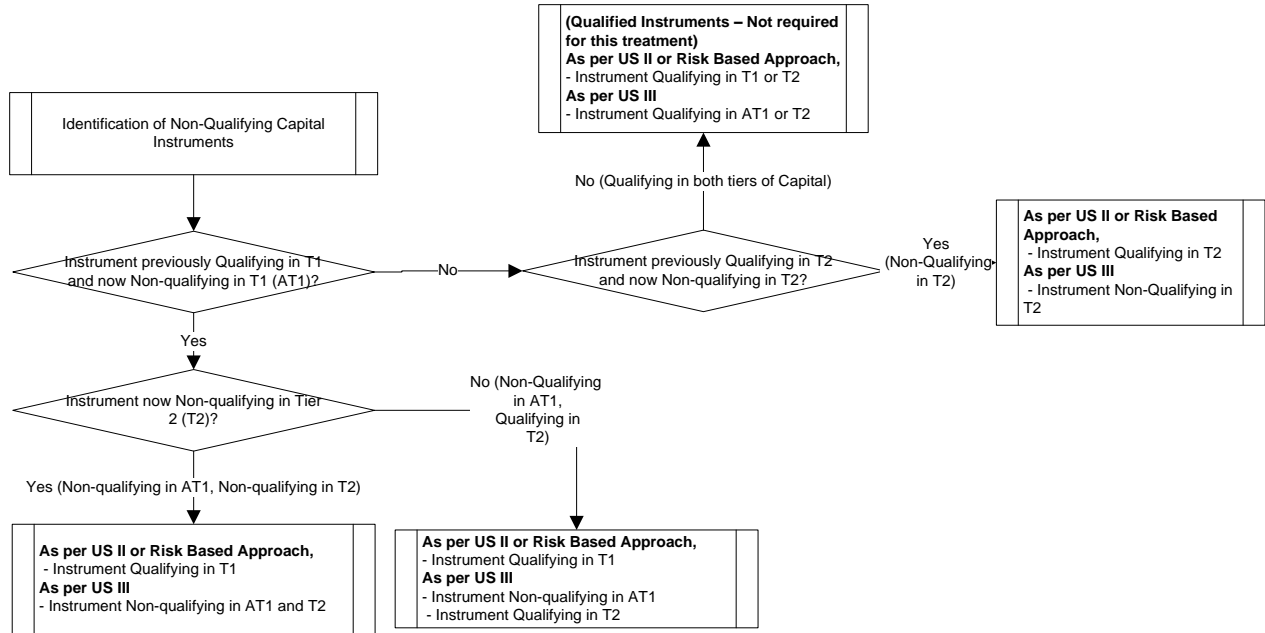 (Qualified Instruments – Not required
for this treatment)
As per US II or Risk Based Approach,
- Instrument Qualifying in T1 or T2
As per US III
- Instrument Qualifying in AT1 or T2
Identification of Non-Qualifying Capital
Instruments
No (Qualifying in both tiers of Capital)
Instrument previously Qualifying in T1
and now Non-qualifying in T1 (AT1)?
No
Instrument previously Qualifying in T2
and now Non-qualifying in T2?
Yes
(Non-Qualifying
in T2)
As per US II or Risk Based
Approach,
- Instrument Qualifying in T2
As per US III
- Instrument Non-Qualifying in
T2
Yes
Instrument now Non-qualifying in Tier
2 (T2)?
No (Non-Qualifying
in AT1,
Qualifying in
T2)
Yes (Non-qualifying in AT1, Non-qualifying in T2)
As per US II or Risk Based Approach,
- Instrument Qualifying in T1
As per US III
- Instrument Non-qualifying in AT1 and T2
As per US II or Risk Based Approach,
- Instrument Qualifying in T1
As per US III
- Instrument Non-qualifying in AT1
- Instrument Qualifying in T2